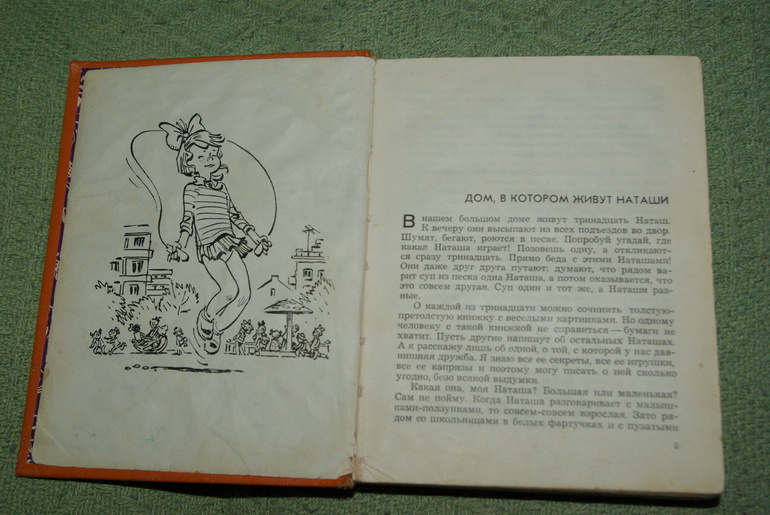 ДОМ, В КОТОРОМ ЖИВУТ НАТАШИ
В нашем большом доме живут тринадцать Наташ.
К вечеру они высыпают из всех подъездов во двор.
Шумят, бегают, роются в песке. Попробуй угадай, где
какая Наташа играет! Позовешь одну, а откликают-
ся сразу тринадцать. Прямо беда с этими Наташами!
Они даже друг друга путают: думают, что рядом ва-
рит суп из песка одна Наташа, а потом оказывается, что
это совсем другая. Суп один и тот же, а Наташи раз-
ные.
О каждой из тринадцати можно сочинить толстую-
претолстую книжку с веселыми картинками. Но одному
человеку с такой книжкой не справиться — бумаги не
хватит. Пусть другие напишут об остальных Наташах.
А я расскажу лишь об одной, о той, с которой у нас дав-
нишняя дружба. Я знаю все ее секреты, все ее игрушки,
все ее капризы и поэтому могу писать о ней сколько
угодно, безо всякой выдумки.
Какая она, моя Наташа? Большая или маленькая?
Сам не пойму. Когда Наташа разговаривает с малыш-
ками-ползунками, то совсем-совсем взрослая. Зато ря-
дом со школьницами в белых фартучках и с пузатыми